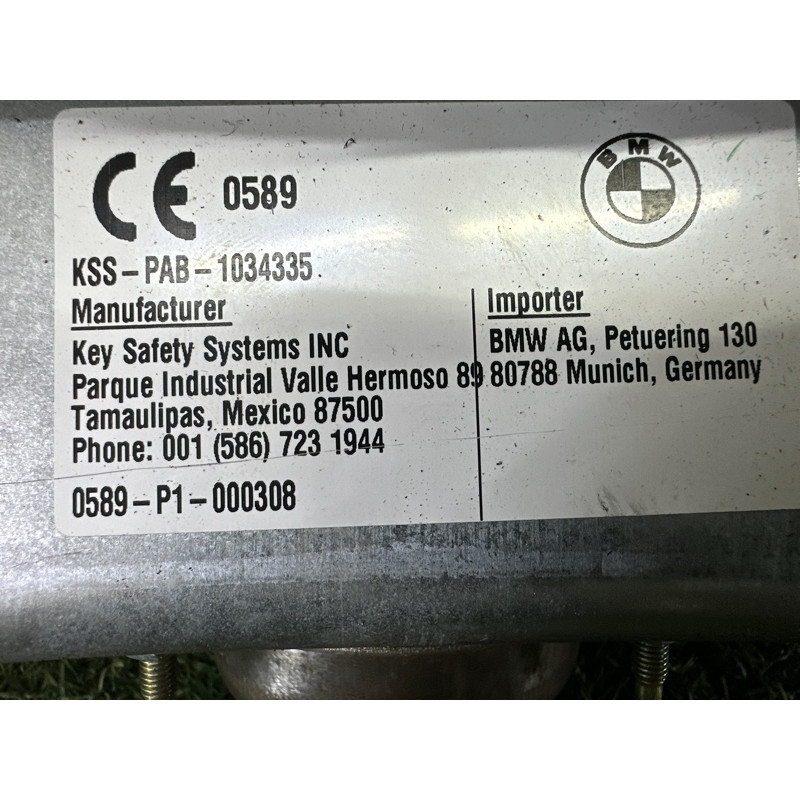 CE 0589
BMW
KSS-PAB-1034335
Manufacturer
Key Safety Systems INC
Parque Industrial Valle Hermoso 89
Tamaulipas, Mexico 87500
Phone: 001 (586) 723 1944
0589-P1-000308
Importer
BMW AG, Petuering 130
80788 Munich, Germany